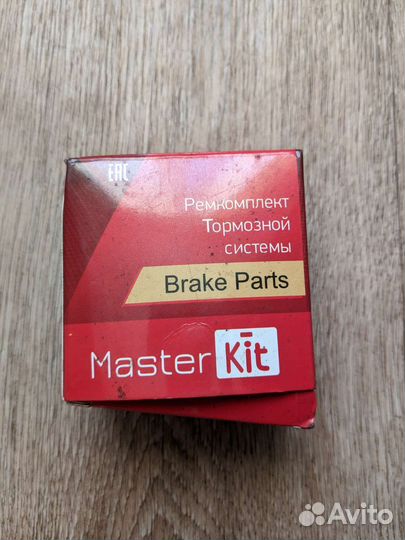 EAC
Ремкомплект
Тормозной
системы
Brake Parts
Master Kit
Avito